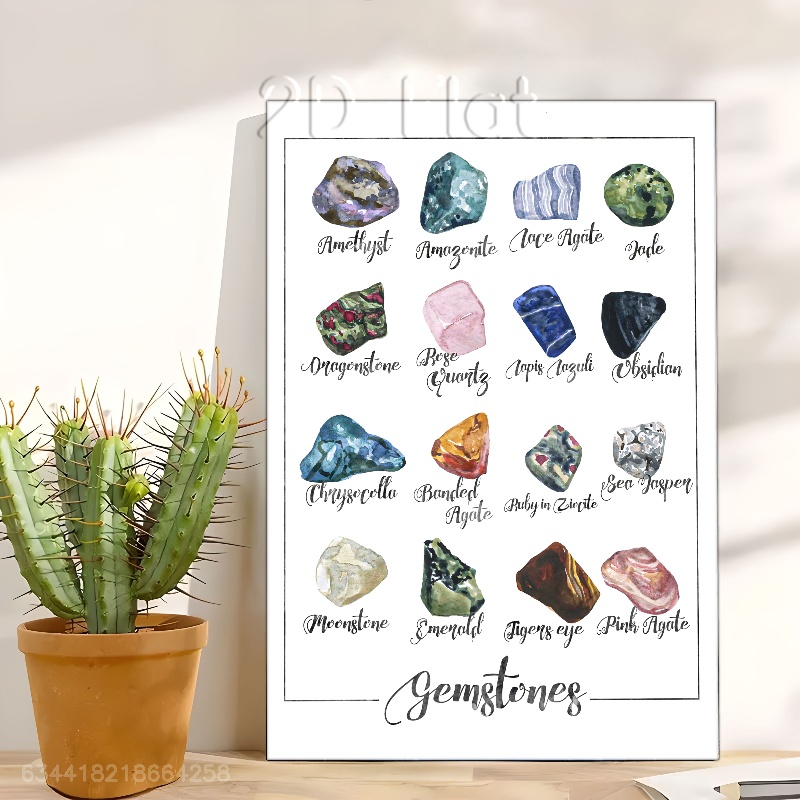 2D Flat
Amethyst Amazonite Lace Agate Jade
Dragonstone Rose Quartz Lapis Lazuli Obsidian
Chrysocolla Banded Agate Ruby in Zircite Sea Jasper
Moonstone Emerald Tigers eye Pink Agate
Gemstones
634418218664258